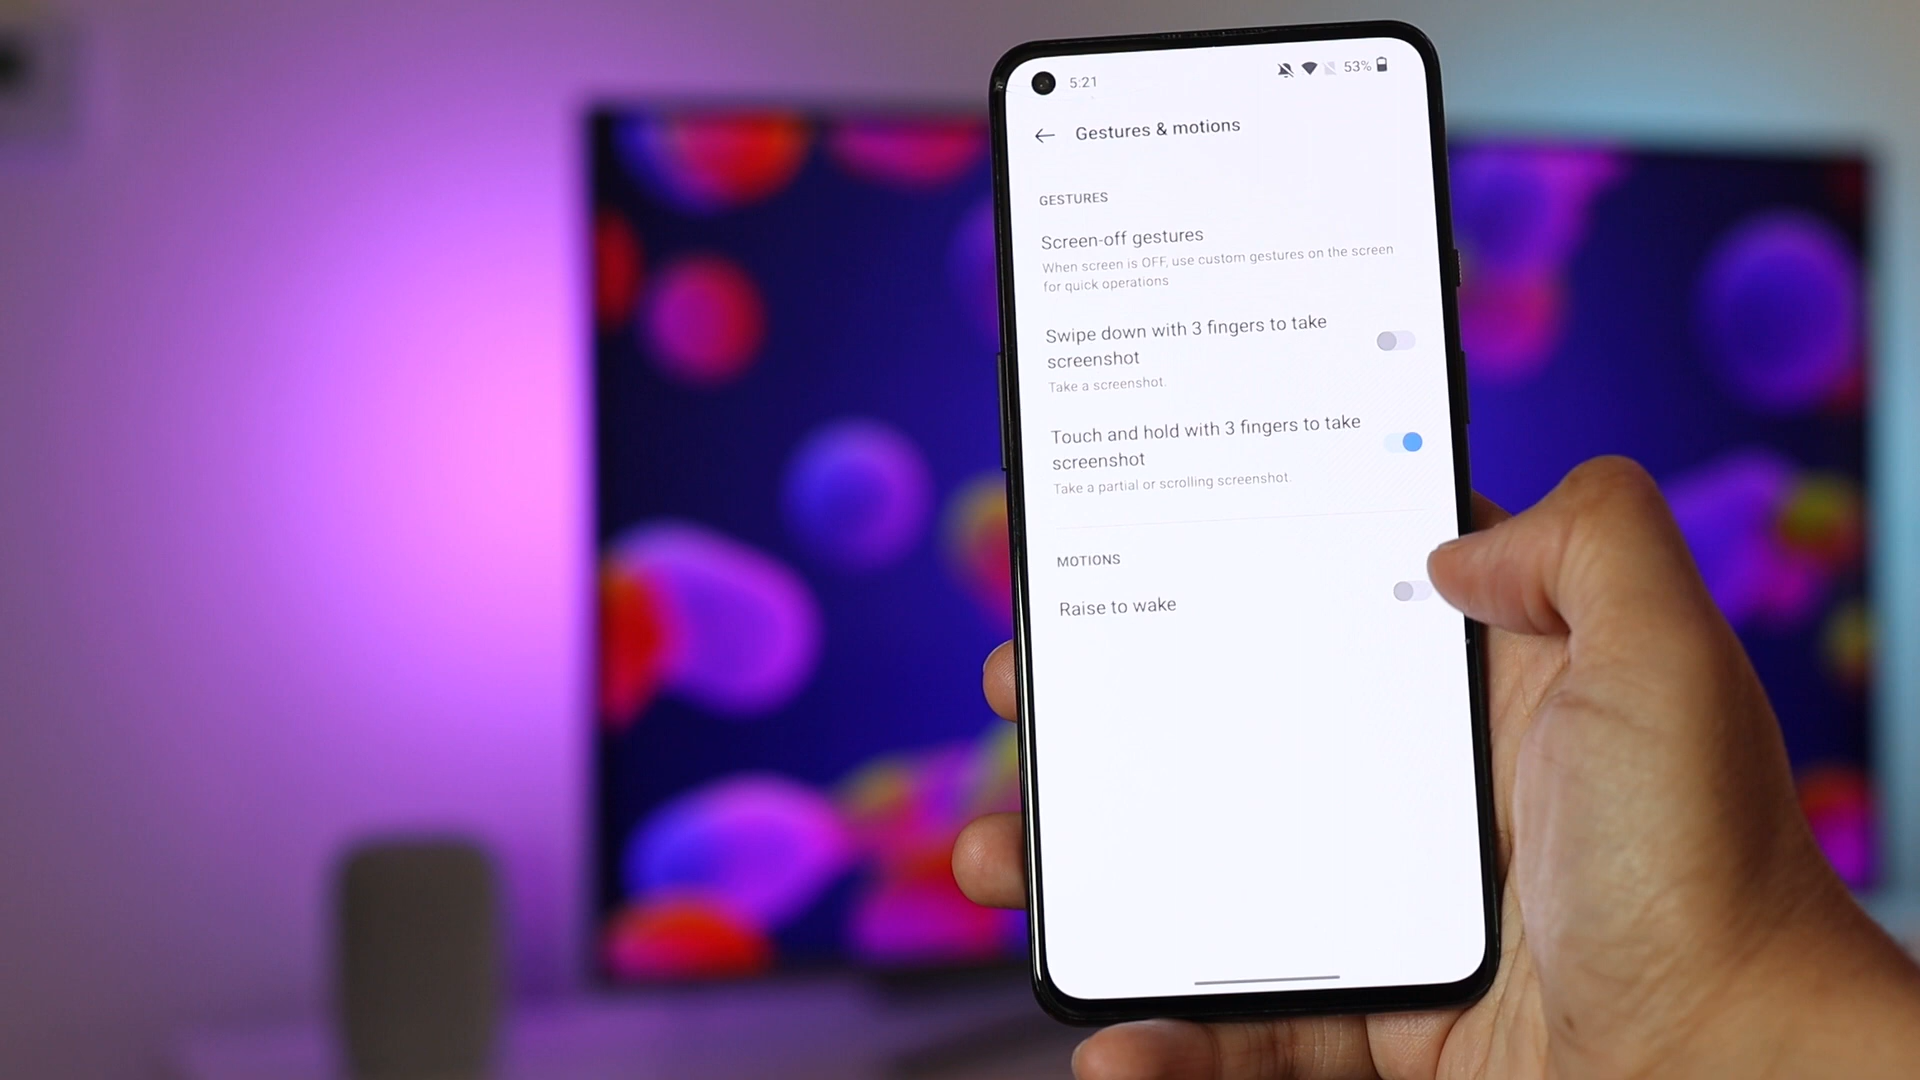 5:21 53%
Gestures & motions
GESTURES
Screen-off gestures
When screen is OFF, use custom gestures on the screen
for quick operations
Swipe down with 3 fingers to take
screenshot
Take a screenshot.
Touch and hold with 3 fingers to take
screenshot
Take a partial or scrolling screenshot.
MOTIONS
Raise to wake